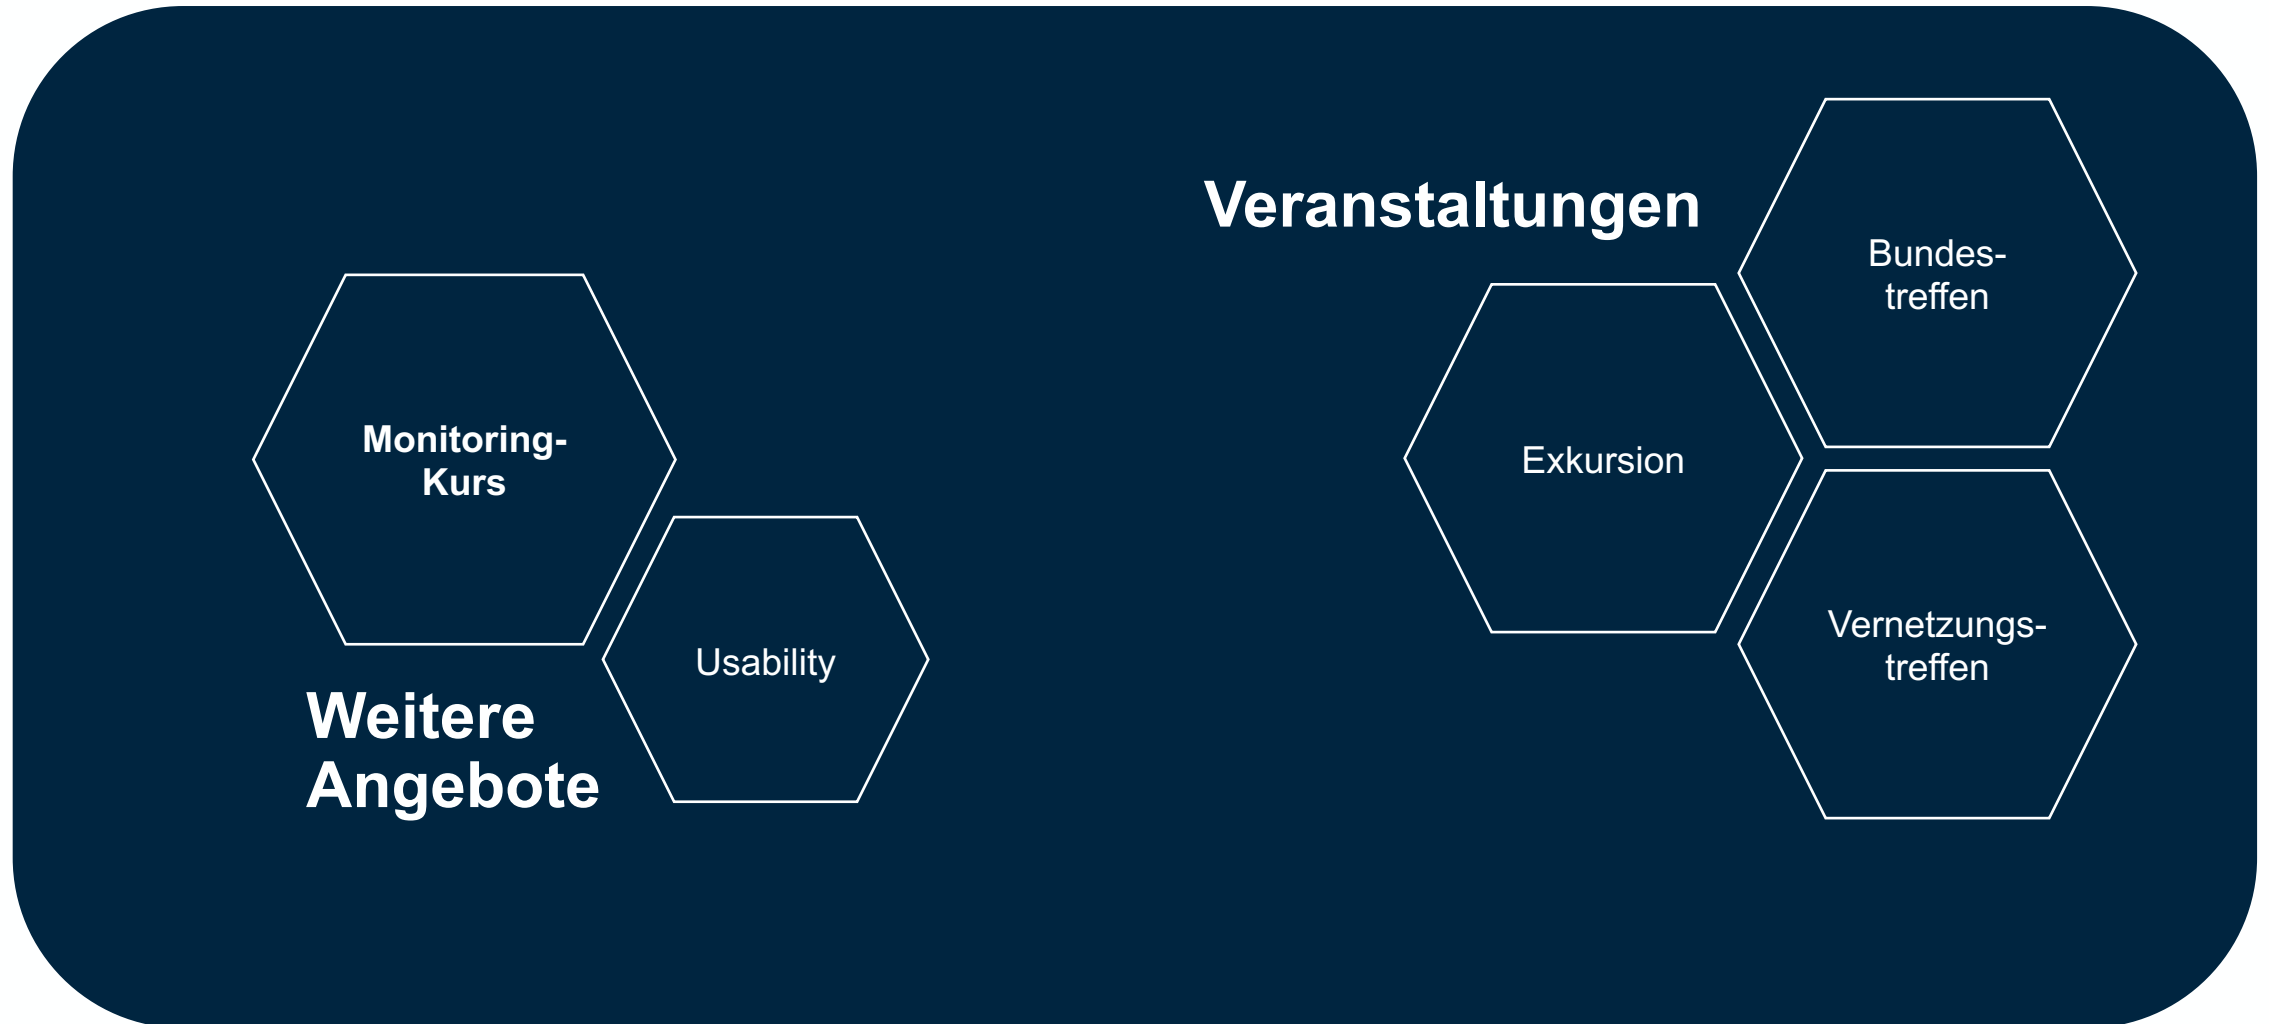 Monitoring-
Kurs
Usability
Weitere
Angebote
Veranstaltungen
Bundes-
treffen
Exkursion
Vernetzungs-
treffen